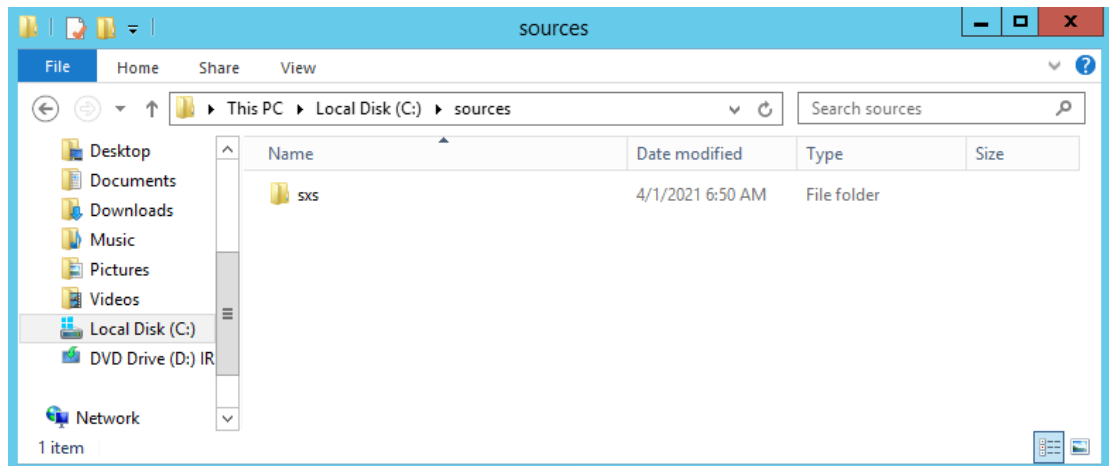 sources
File Home Share View
This PC Local Disk (C:) sources
Search sources
Desktop
Documents
Downloads
Music
Pictures
Videos
Local Disk (C:)
DVD Drive (D:) IR
Network
Name Date modified Type Size
sxs 4/1/2021 6:50 AM File folder
1 item